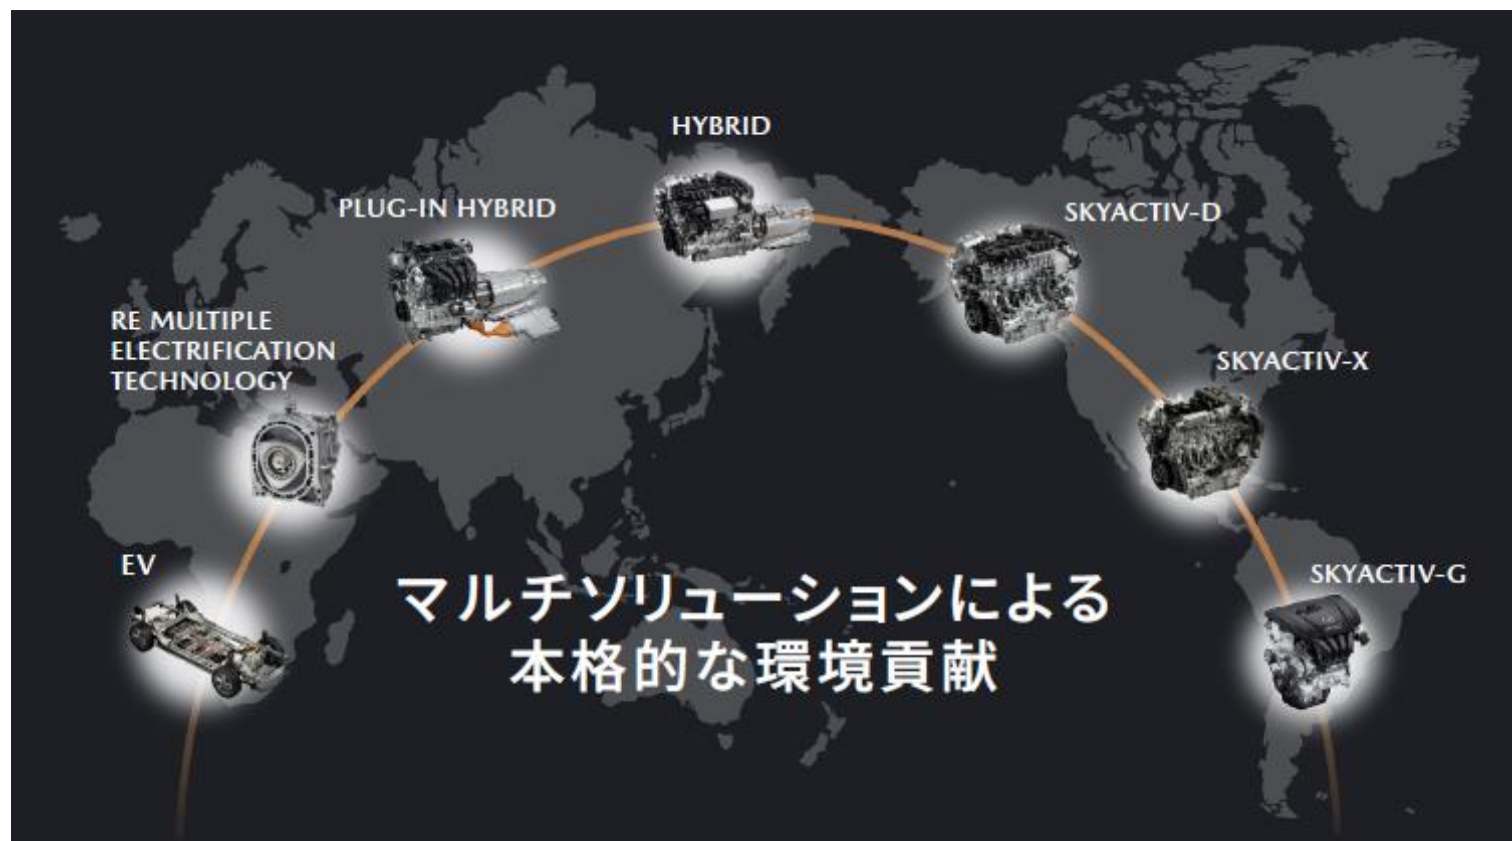 HYBRID
PLUG-IN HYBRID
SKYACTIV-D
RE MULTIPLE
ELECTRIFICATION
TECHNOLOGY
SKYACTIV-X
EV
SKYACTIV-G
マルチソリューションによる
本格的な環境貢献